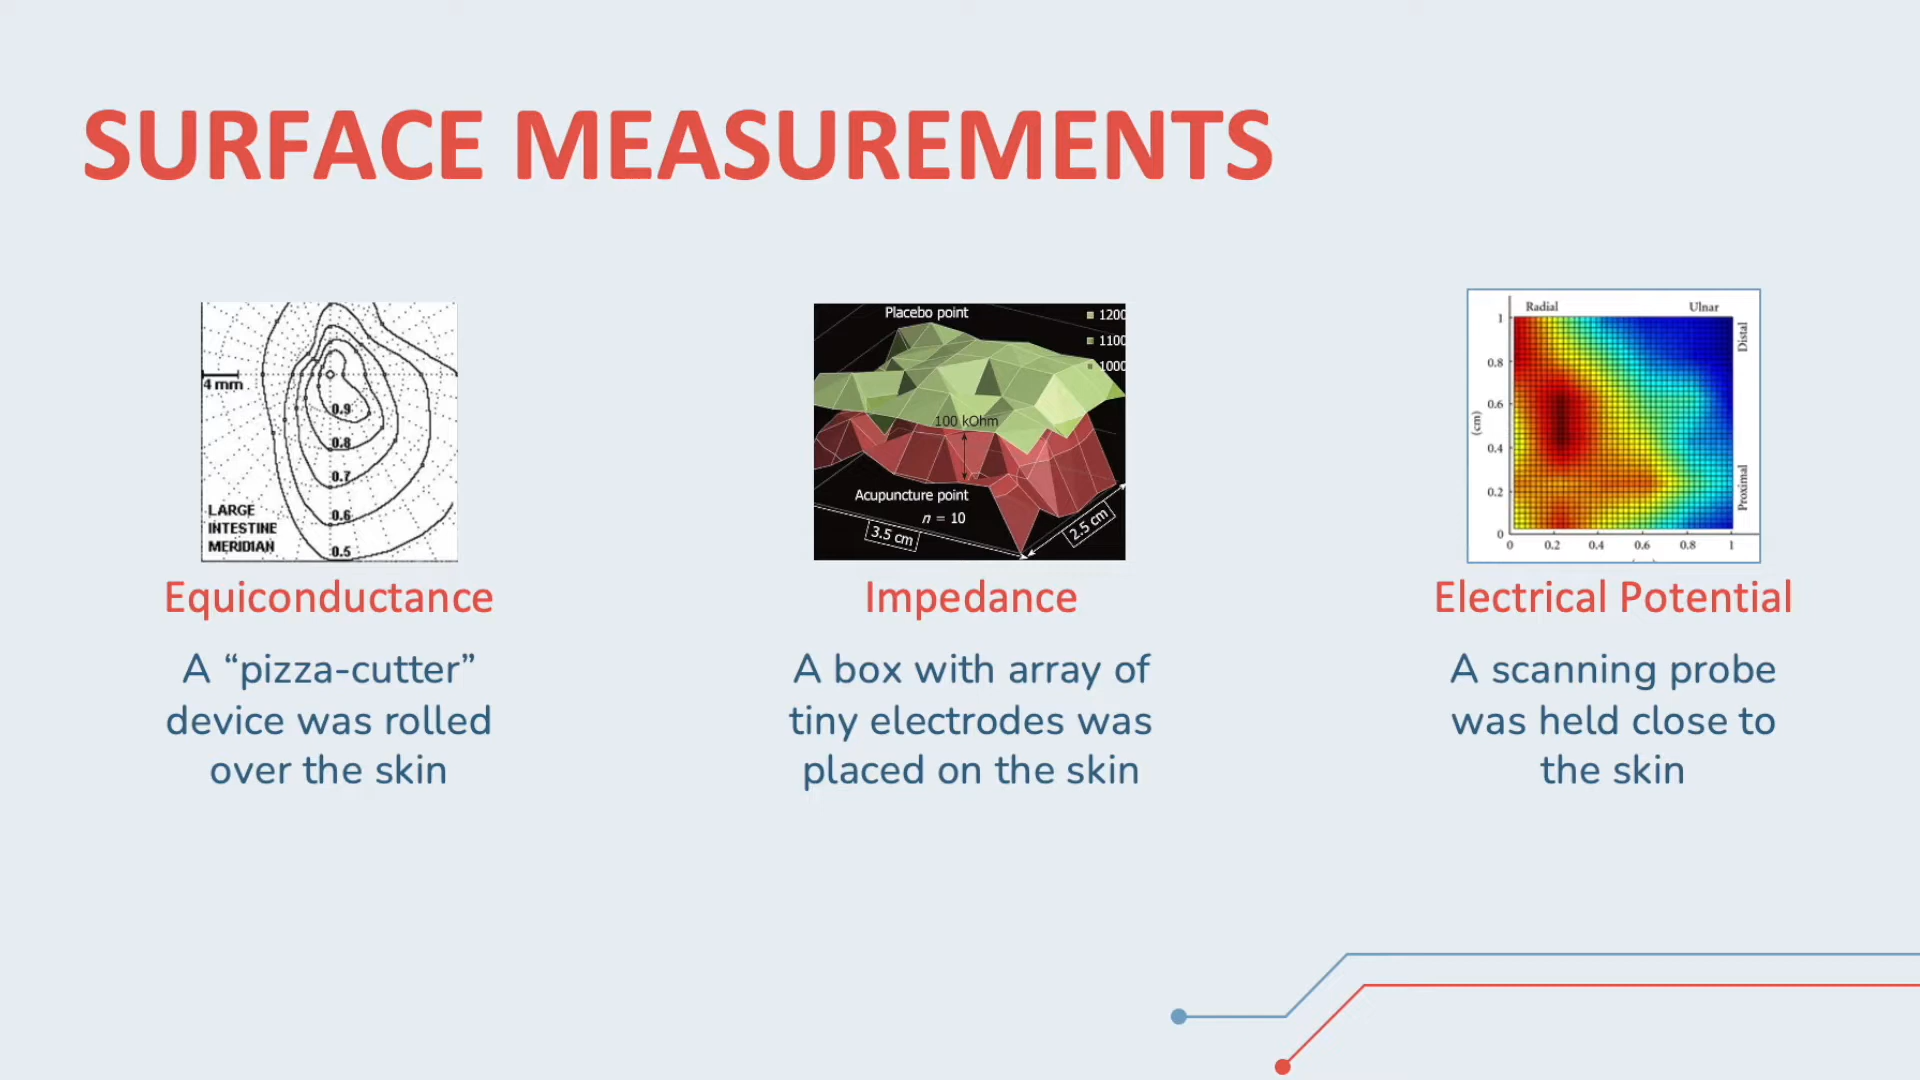 SURFACE MEASUREMENTS
4 mm
0.9
0.8
0.7
0.6
0.5
LARGE
INTESTINE
MERIDIAN
Equiconductance
A “pizza-cutter”
device was rolled
over the skin
Placebo point
1200
1100
1000
100 kOhm
Acupuncture point
n = 10
3.5 cm
2.5 cm
Impedance
A box with array of
tiny electrodes was
placed on the skin
Radial Ulnar
Distal
Proximal
(cm)
1
0.8
0.6
0.4
0.2
0
0 0.2 0.4 0.6 0.8 1
Electrical Potential
A scanning probe
was held close to
the skin